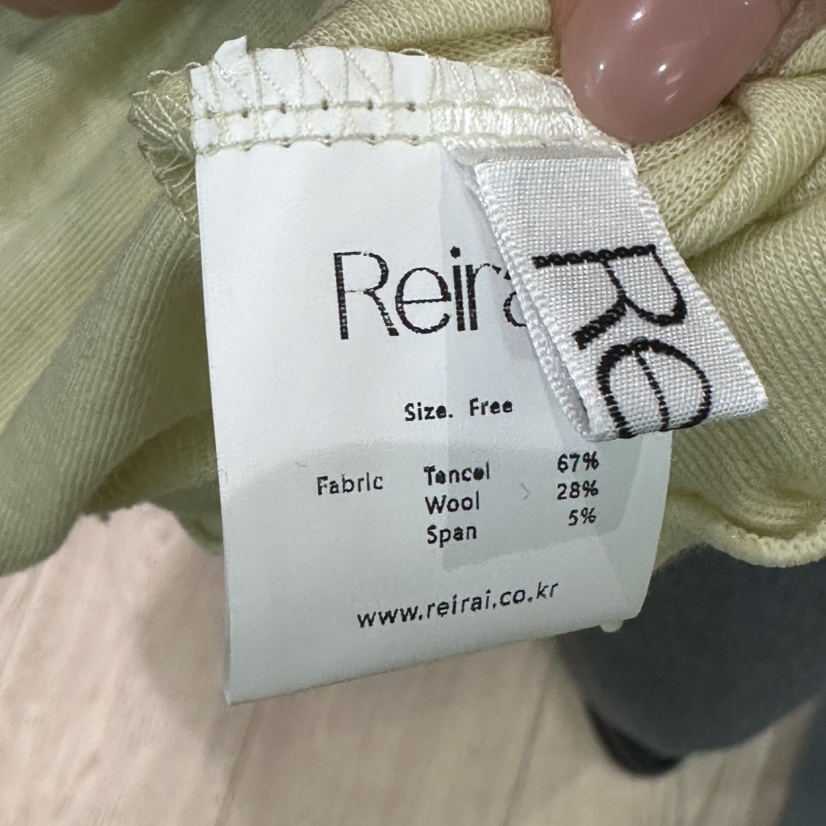 Reira
Re
Size. Free
Fabric Tencel 67%
Wool 28%
Span 5%
www.reirai.co.kr